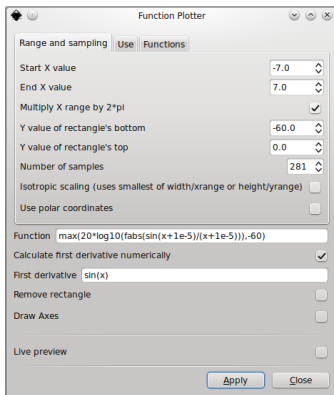 Function Plotter
Range and sampling Use Functions
Start X value -7.0
End X value 7.0
Multiply X range by 2*pi
Y value of rectangle's bottom -60.0
Y value of rectangle's top 0.0
Number of samples 281
Isotropic scaling (uses smallest of width/xrange or height/yrange)
Use polar coordinates
Function max(20*log10(fabs(sin(x+1e-5)/(x+1e-5))),-60)
Calculate first derivative numerically
First derivative sin(x)
Remove rectangle
Draw Axes
Live preview
Apply Close